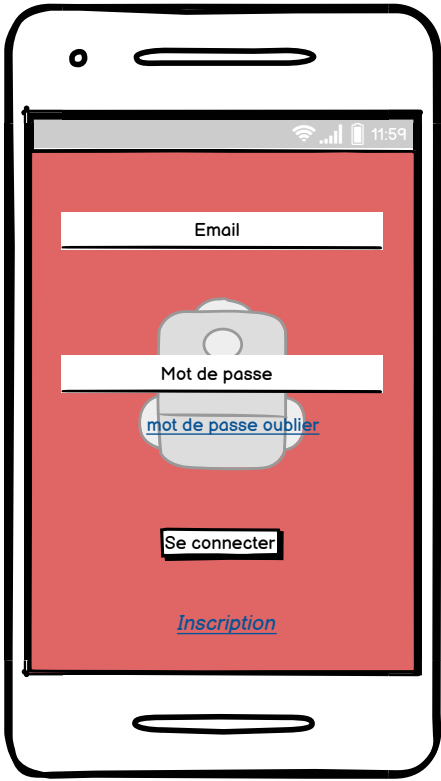 11:59
Email
Mot de passe
mot de passe oublier
Se connecter
Inscription